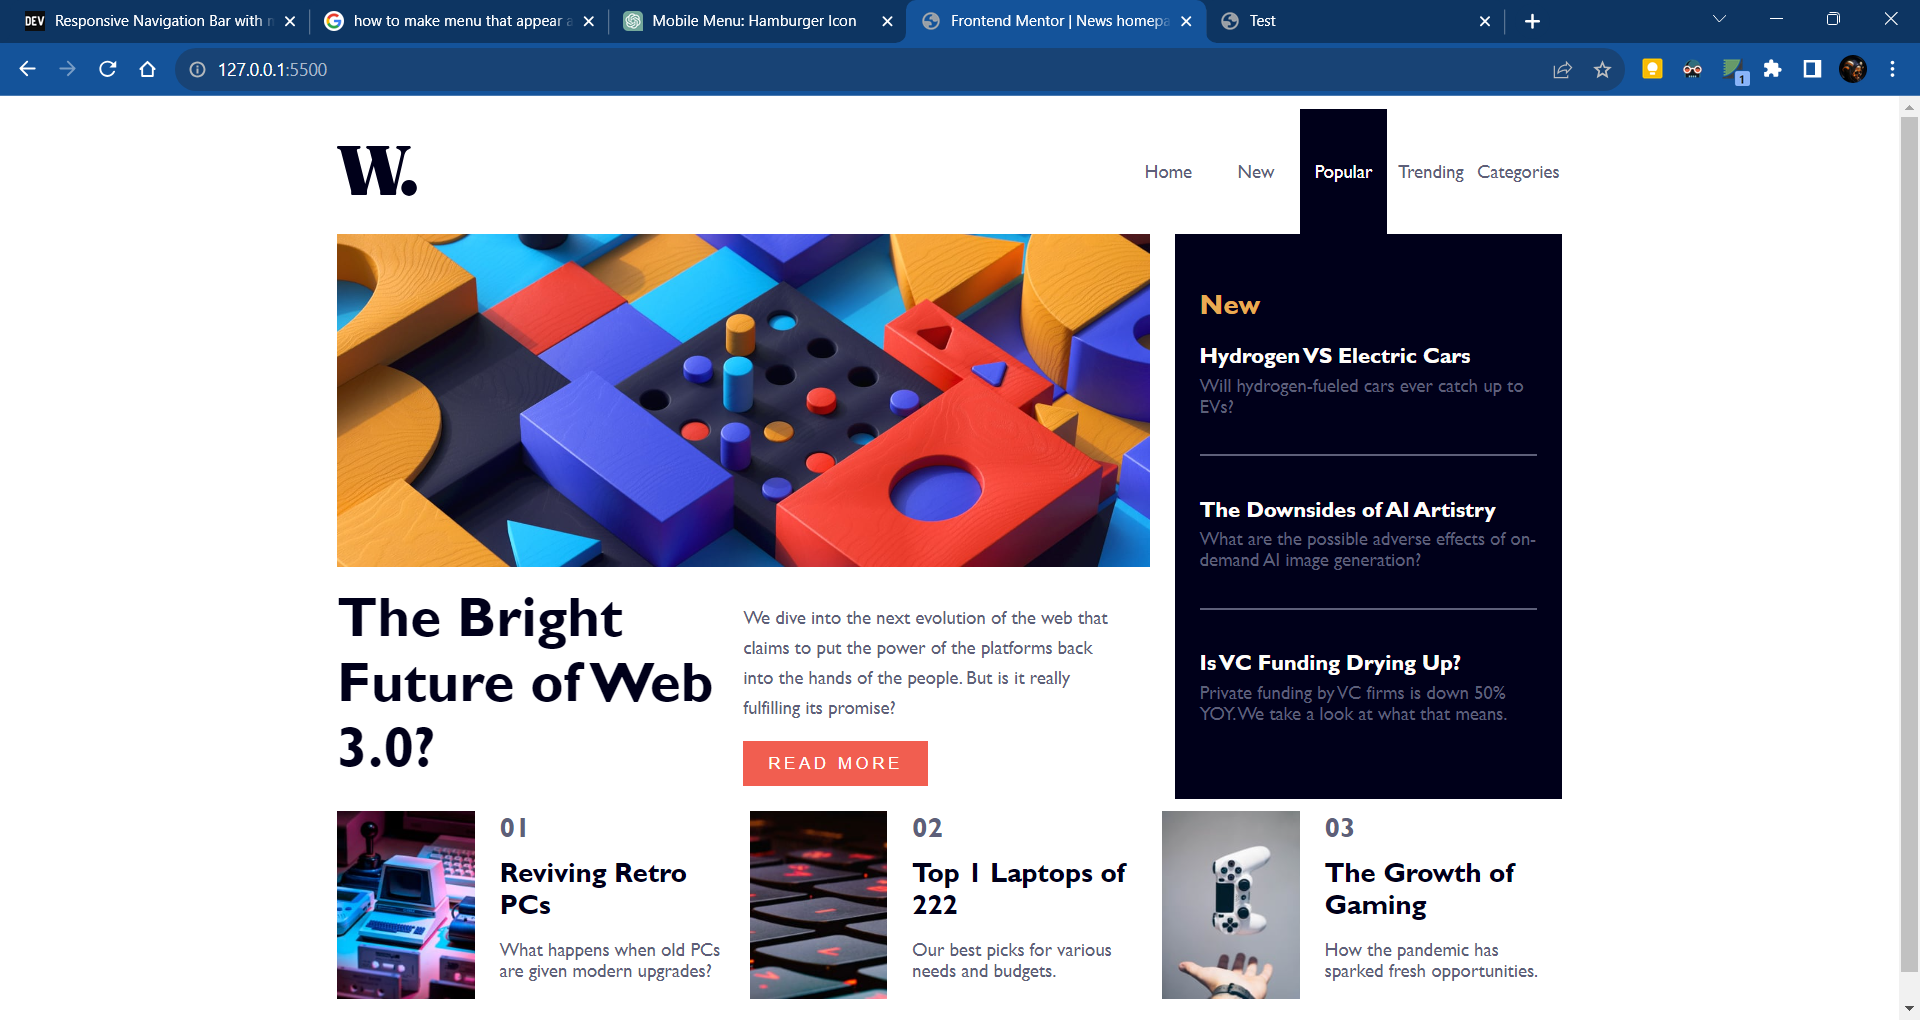 DEV Responsive Navigation Bar with
how to make menu that appear
Mobile Menu: Hamburger Icon
Frontend Mentor | News homepa
Test
127.0.0.1:5500
1
W.
Home New Popular Trending Categories
New
Hydrogen VS Electric Cars
Will hydrogen-fueled cars ever catch up to
EVs?
The Downsides of AI Artistry
What are the possible adverse effects of on-
demand AI image generation?
Is VC Funding Drying Up?
Private funding by VC firms is down 50%
YOY. We take a look at what that means.
The Bright
Future of Web
3.0?
We dive into the next evolution of the web that
claims to put the power of the platforms back
into the hands of the people. But is it really
fulfilling its promise?
READ MORE
01
Reviving Retro
PCs
What happens when old PCs
are given modern upgrades?
02
Top 1 Laptops of
222
Our best picks for various
needs and budgets.
03
The Growth of
Gaming
How the pandemic has
sparked fresh opportunities.